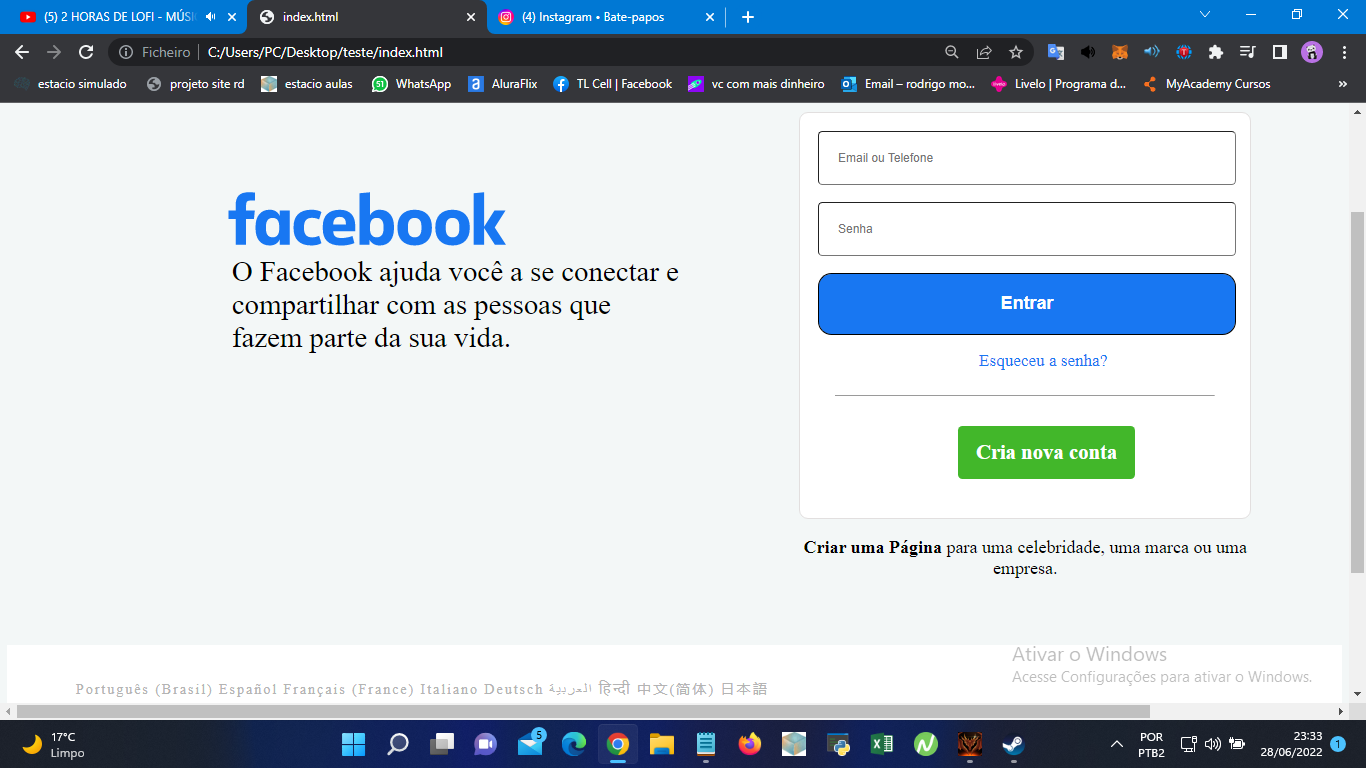 (5) 2 HORAS DE LOFI - MÚSI
index.html
(4) Instagram • Bate-papos
Ficheiro
C:/Users/PC/Desktop/teste/index.html
estacio simulado
projeto site rd
estacio aulas
51
WhatsApp
a
AluraFlix
TL Cell | Facebook
vc com mais dinheiro
Email – rodrigo mo...
Livelo | Programa d...
MyAcademy Cursos
»
facebook
O Facebook ajuda você a se conectar e
compartilhar com as pessoas que
fazem parte da sua vida.
Email ou Telefone
Senha
Entrar
Esqueceu a senha?
Cria nova conta
Criar uma Página para uma celebridade, uma marca ou uma
empresa.
Ativar o Windows
Acesse Configurações para ativar o Windows.
Português (Brasil) Español Français (France) Italiano Deutsch العربية हिन्दी 中文(简体) 日本語
17°C
Limpo
5
POR
PTB2
23:33
28/06/2022
1